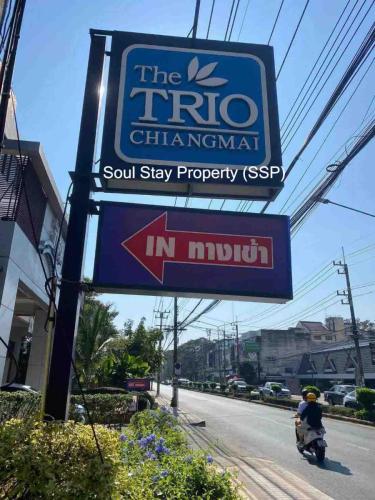 The
TRIO
CHIANGMAI
Soul Stay Property (SSP)
IN ทางเข้า